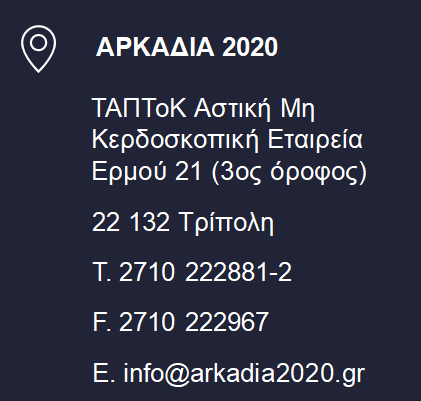 ΑΡΚΑΔΙΑ 2020
ΤΑΠΤοΚ Αστική Μη
Κερδοσκοπική Εταιρεία
Ερμού 21 (3ος όροφος)
22 132 Τρίπολη
Τ. 2710 222881-2
F. 2710 222967
E. info@arkadia2020.gr